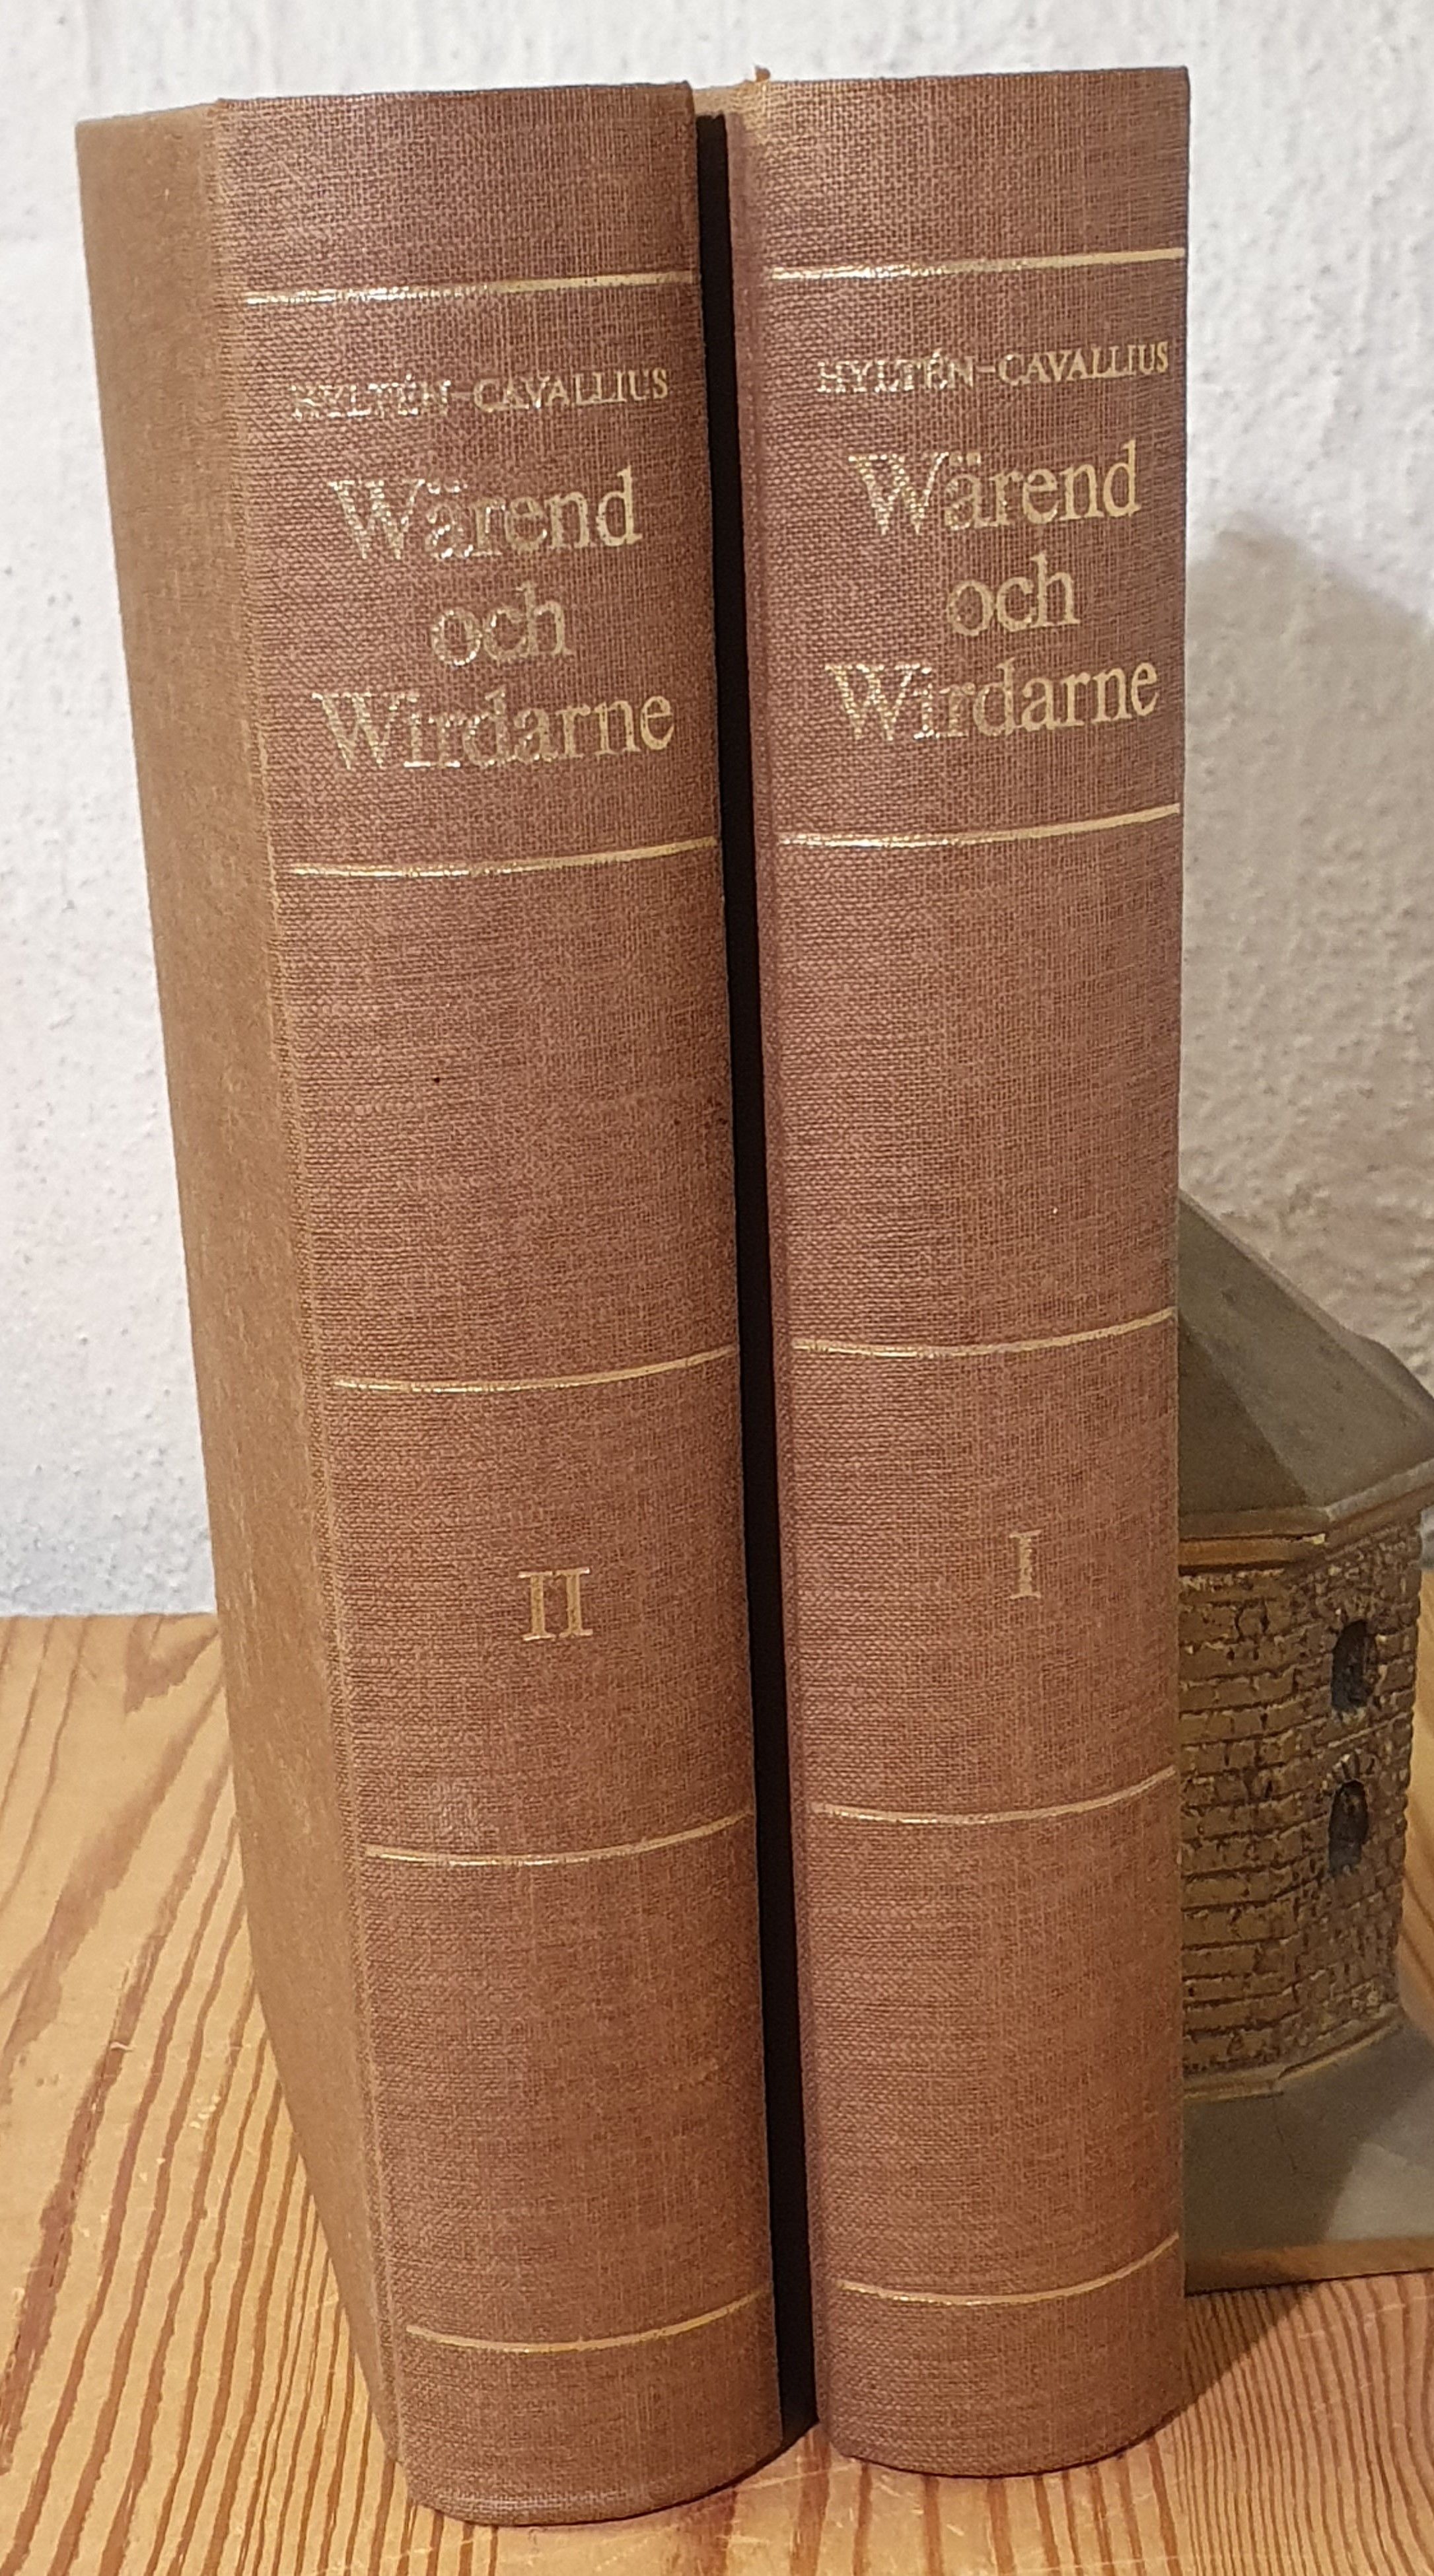 HYLTÉN-CAVALLIUS
Wärend
och
Wirdarne
II
HYLTÉN-CAVALLIUS
Wärend
och
Wirdarne
I